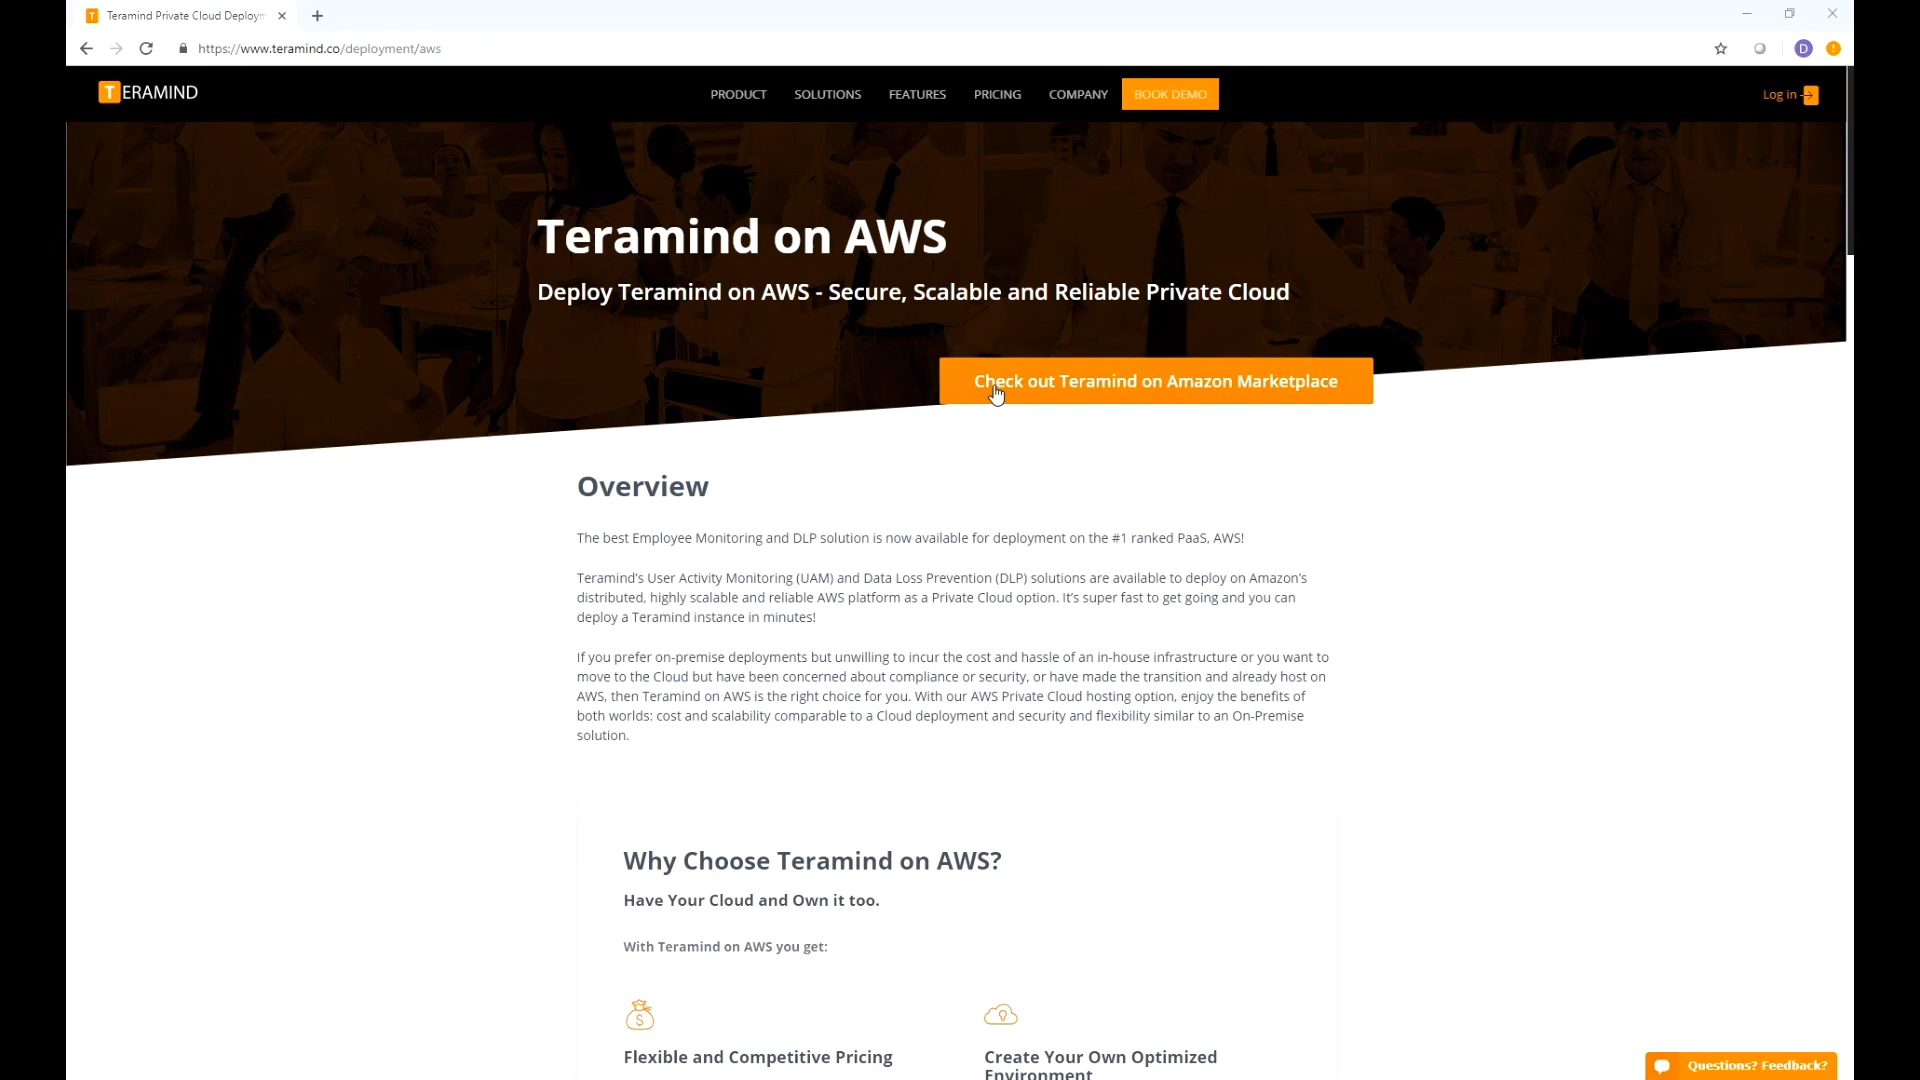 Teramind Private Cloud Deploym
https://www.teramind.co/deployment/aws
D
TERAMIND
PRODUCT SOLUTIONS FEATURES PRICING COMPANY BOOK DEMO Log in
Teramind on AWS
Deploy Teramind on AWS - Secure, Scalable and Reliable Private Cloud
Check out Teramind on Amazon Marketplace
Overview
The best Employee Monitoring and DLP solution is now available for deployment on the #1 ranked PaaS, AWS!
Teramind's User Activity Monitoring (UAM) and Data Loss Prevention (DLP) solutions are available to deploy on Amazon's
distributed, highly scalable and reliable AWS platform as a Private Cloud option. It's super fast to get going and you can
deploy a Teramind instance in minutes!
If you prefer on-premise deployments but unwilling to incur the cost and hassle of an in-house infrastructure or you want to
move to the Cloud but have been concerned about compliance or security, or have made the transition and already host on
AWS, then Teramind on AWS is the right choice for you. With our AWS Private Cloud hosting option, enjoy the benefits of
both worlds: cost and scalability comparable to a Cloud deployment and security and flexibility similar to an On-Premise
solution.
Why Choose Teramind on AWS?
Have Your Cloud and Own it too.
With Teramind on AWS you get:
Flexible and Competitive Pricing
Create Your Own Optimized
Environment
Questions? Feedback?